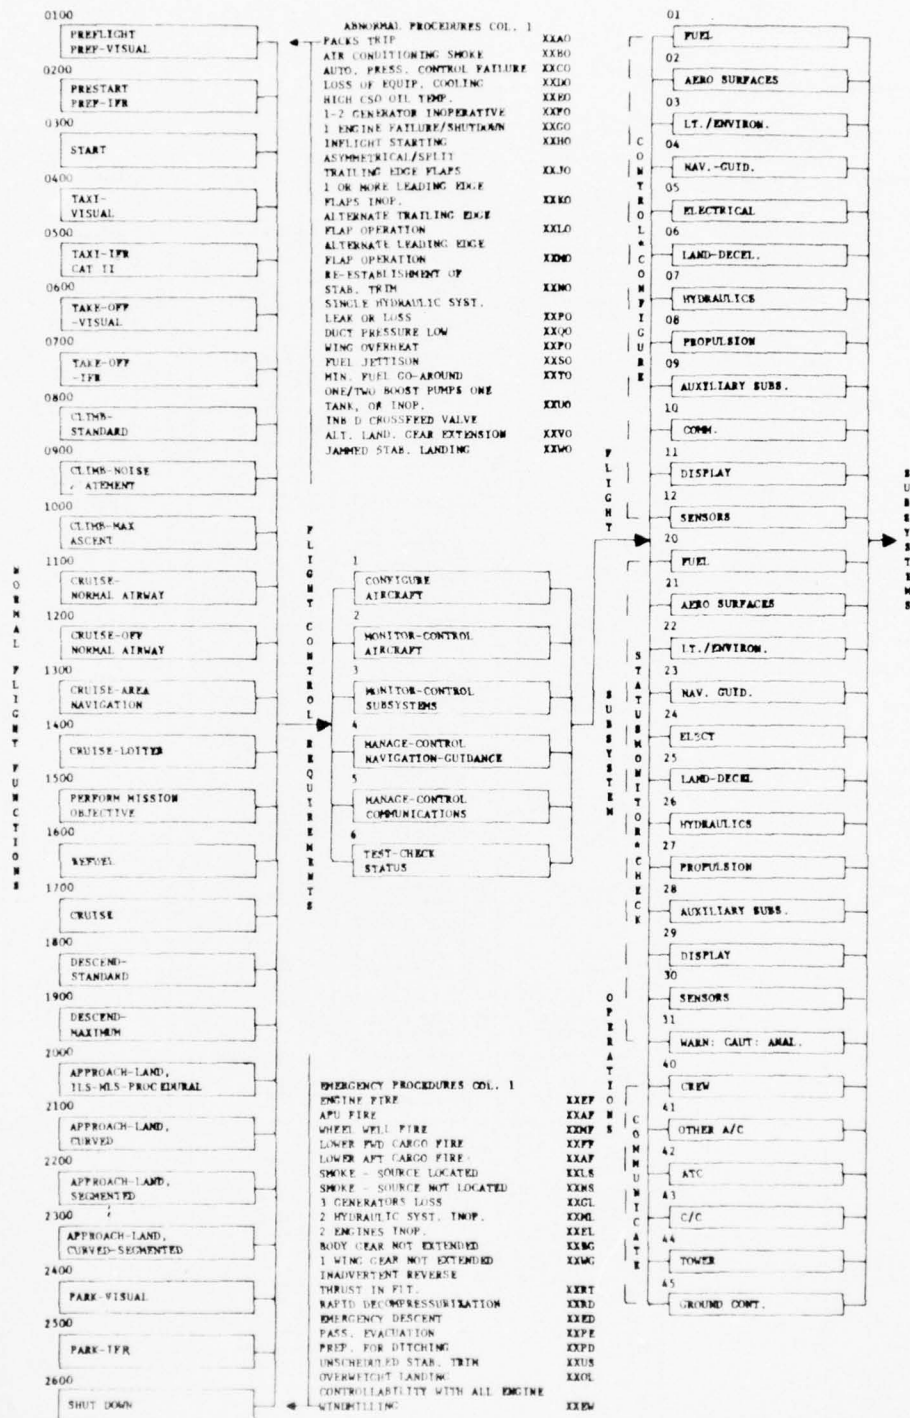 NORMAL FLIGHT FUNCTIONS
0100
PREFLIGHT
PREP-VISUAL
0200
PRESTART
PREP-IFR
0300
START
0400
TAXI-
VISUAL
0500
TAXI-IFR
CAT II
0600
TAKE-OFF
-VISUAL
0700
TAKE-OFF
-IFR
0800
CLIMB-
STANDARD
0900
CLIMB-NOISE
ATEMENT
1000
CLIMB-MAX
ASCENT
1100
CRUISE-
NORMAL AIRWAY
1200
CRUISE-OFF
NORMAL AIRWAY
1300
CRUISE-AREA
NAVIGATION
1400
CRUISE-LOITER
1500
PERFORM MISSION
OBJECTIVE
1600
REFUEL
1700
CRUISE
1800
DESCEND-
STANDARD
1900
DESCEND-
MAXIMUM
2000
APPROACH-LAND,
ILS-MLS-PROCEDURAL
2100
APPROACH-LAND,
CURVED
2200
APPROACH-LAND,
SEGMENTED
2300
APPROACH-LAND,
CURVED-SEGMENTED
2400
PARK-VISUAL
2500
PARK-IFR
2600
SHUT DOWN
ABNORMAL PROCEDURES COL. 1
PACKS TRIP XXAO
AIR CONDITIONING SMOKE XXBO
AUTO. PRESS. CONTROL FAILURE XXCO
LOSS OF EQUIP. COOLING XXDO
HIGH CSO OIL TEMP. XXEO
1-2 GENERATOR INOPERATIVE XXFO
1 ENGINE FAILURE/SHUTDOWN XXGO
INFLIGHT STARTING XXHO
ASYMMETRICAL/SPLIT
TRAILING EDGE FLAPS XXJO
1 OR MORE LEADING EDGE
FLAPS INOP. XXKO
ALTERNATE TRAILING EDGE
FLAP OPERATION XXLO
ALTERNATE LEADING EDGE
FLAP OPERATION XXMO
RE-ESTABLISHMENT OF
STAB. TRIM XXNO
SINGLE HYDRAULIC SYST.
LEAK OR LOSS XXPO
DUCT PRESSURE LOW XXQO
WING OVERHEAT XXPO
FUEL JETTISON XXSO
MIN. FUEL GO-AROUND XXTO
ONE/TWO BOOST PUMPS ONE
TANK, OR INOP. XXUO
INB D CROSSFEED VALVE
ALT. LAND. GEAR EXTENSION XXVO
JAMMED STAB. LANDING XXWO
FLIGHT CONTROL REQUIREMENTS
1
CONFIGURE
AIRCRAFT
2
MONITOR-CONTROL
AIRCRAFT
3
MONITOR-CONTROL
SUBSYSTEMS
4
MANAGE-CONTROL
NAVIGATION-GUIDANCE
5
MANAGE-CONTROL
COMMUNICATIONS
6
TEST-CHECK
STATUS
EMERGENCY PROCEDURES COL. 1
ENGINE FIRE XXEF
APU FIRE XXAF
WHEEL WELL FIRE XXWF
LOWER FWD CARGO FIRE XXFF
LOWER AFT CARGO FIRE XXAF
SMOKE - SOURCE LOCATED XXLS
SMOKE - SOURCE NOT LOCATED XXNS
3 GENERATORS LOSS XXGL
2 HYDRAULIC SYST. INOP. XXML
2 ENGINES INOP. XXEL
BODY GEAR NOT EXTENDED XXBG
1 WING GEAR NOT EXTENDED XXWG
INADVERTENT REVERSE
THRUST IN FLT. XXRT
RAPID DECOMPRESSURIZATION XXRD
EMERGENCY DESCENT XXED
PASS. EVACUATION XXPE
PREP. FOR DITCHING XXPD
UNSCHEDULED STAB. TRIM XXUS
OVERWEIGHT LANDING XXOL
CONTROLLABILITY WITH ALL ENGINE
WINDMILLING XXEW
FLIGHT SUBSYSTEM OPERATIONS
CONTROL*CONFIGURE
01
FUEL
02
AERO SURFACES
03
LT./ENVIRON.
04
NAV.-GUID.
05
ELECTRICAL
06
LAND-DECEL.
07
HYDRAULICS
08
PROPULSION
09
AUXILIARY SUBS.
10
COMM.
11
DISPLAY
12
SENSORS
STATUS MONITOR*CHECK
20
FUEL
21
AERO SURFACES
22
LT./ENVIRON.
23
NAV. GUID.
24
ELECT
25
LAND-DECEL
26
HYDRAULICS
27
PROPULSION
28
AUXILIARY SUBS.
29
DISPLAY
30
SENSORS
31
WARN: CAUT: ANAL.
COMMUNICATE
40
CREW
41
OTHER A/C
42
ATC
43
C/C
44
TOWER
45
GROUND CONT.
SUBSYSTEMS